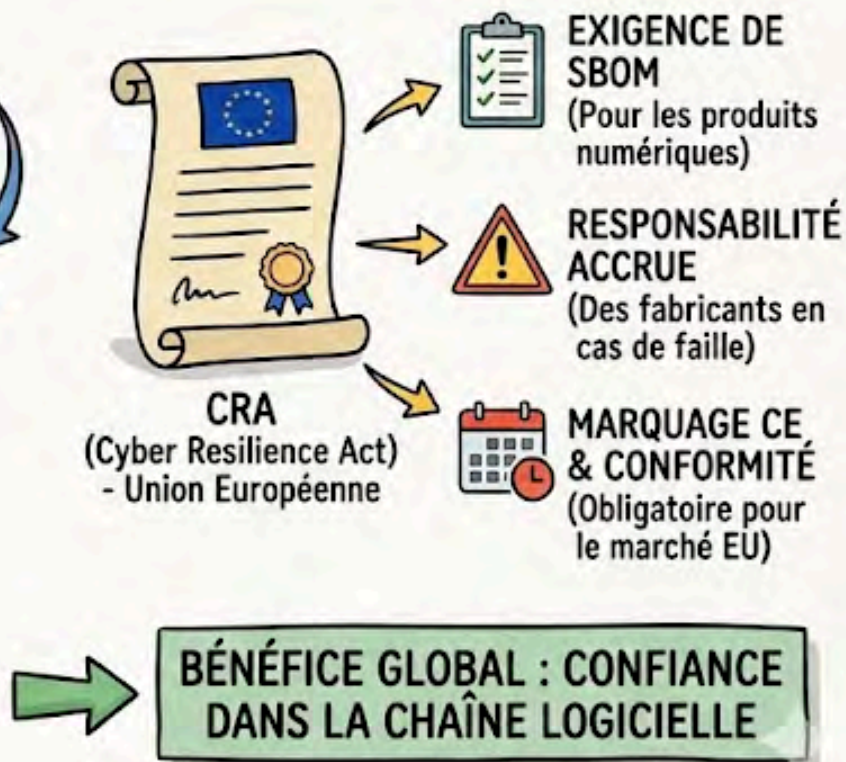 EXIGENCE DE
SBOM
(Pour les produits
numériques)
RESPONSABILITÉ
ACCRUE
(Des fabricants en
cas de faille)
CRA
(Cyber Resilience Act)
- Union Européenne
MARQUAGE CE
& CONFORMITÉ
(Obligatoire pour
le marché EU)
BÉNÉFICE GLOBAL : CONFIANCE
DANS LA CHAÎNE LOGICIELLE